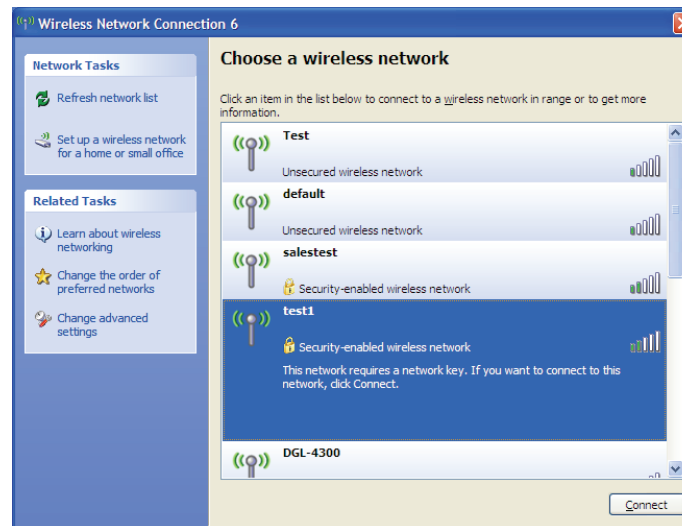 Wireless Network Connection 6
Network Tasks
Refresh network list
Set up a wireless network
for a home or small office
Related Tasks
Learn about wireless
networking
Change the order of
preferred networks
Change advanced
settings
Choose a wireless network
Click an item in the list below to connect to a wireless network in range or to get more
information.
Test
Unsecured wireless network
default
Unsecured wireless network
salestest
Security-enabled wireless network
test1
Security-enabled wireless network
This network requires a network key. If you want to connect to this
network, click Connect.
DGL-4300
Connect